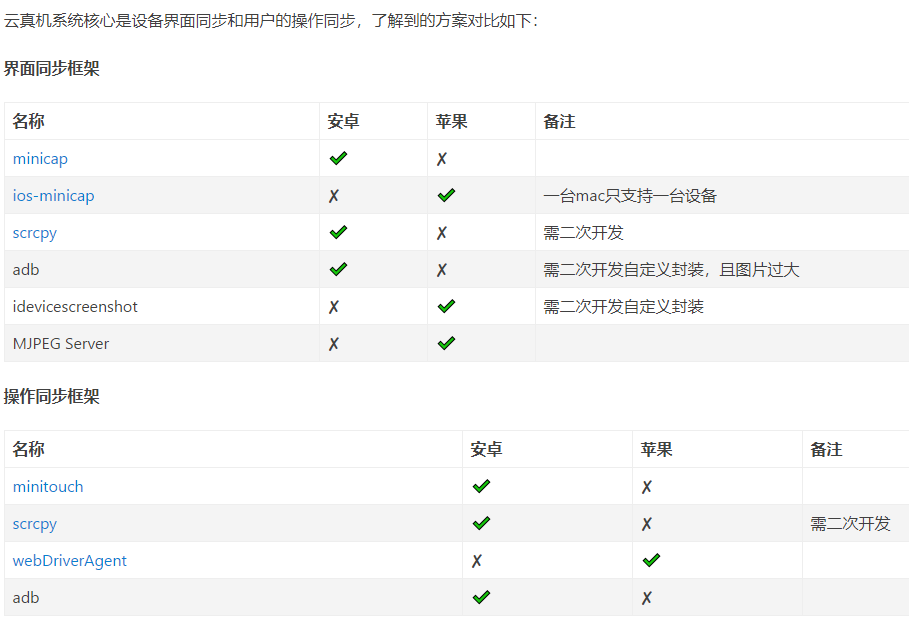 云真机系统核心是设备界面同步和用户的操作同步，了解到的方案对比如下：
界面同步框架
名称 安卓 苹果 备注
minicap ✔ ✗
ios-minicap ✗ ✔ 一台mac只支持一台设备
scrcpy ✔ ✗ 需二次开发
adb ✔ ✗ 需二次开发自定义封装，且图片过大
idevicescreenshot ✗ ✔ 需二次开发自定义封装
MJPEG Server ✗ ✔
操作同步框架
名称 安卓 苹果 备注
minitouch ✔ ✗
scrcpy ✔ ✗ 需二次开发
webDriverAgent ✗ ✔
adb ✔ ✗